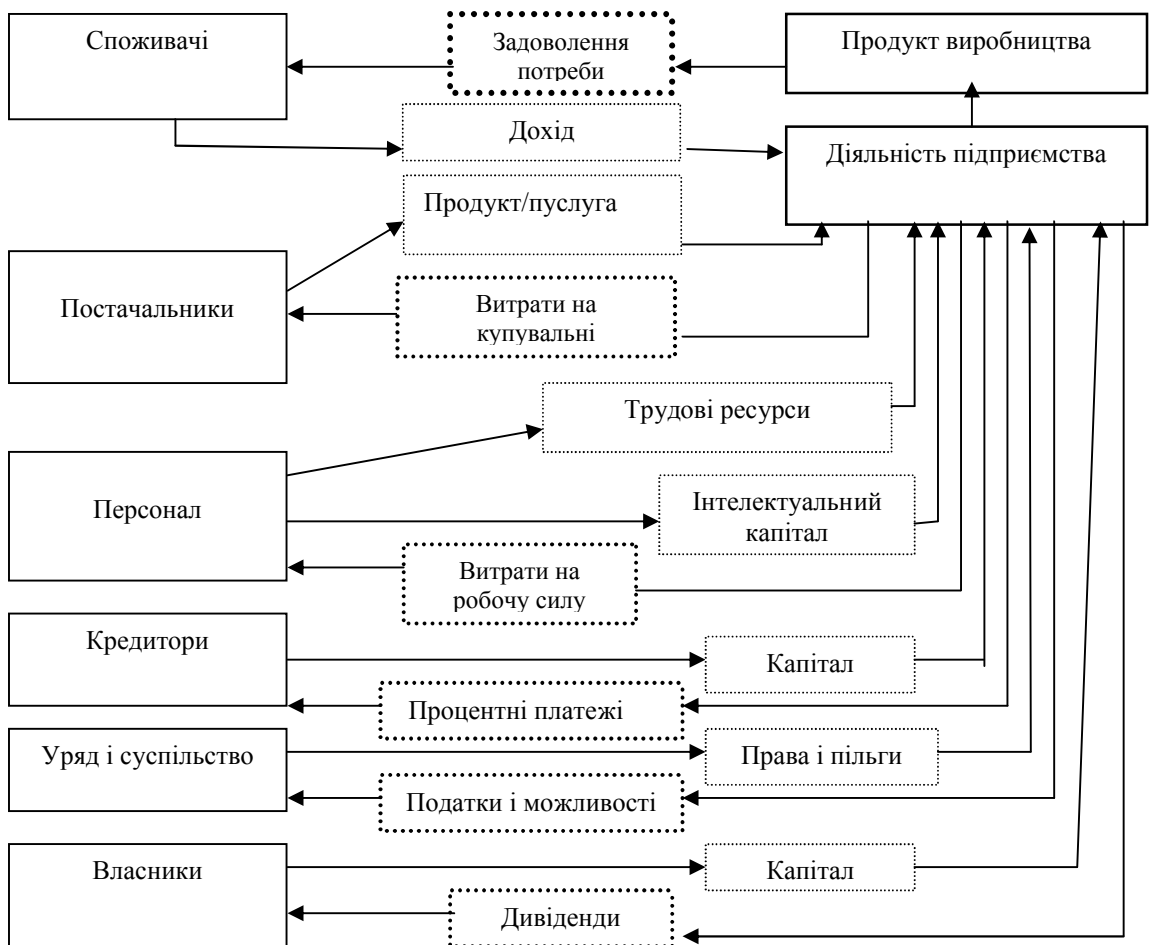 Споживачі
Задоволення
потреби
Продукт виробництва
Дохід
Діяльність підприємства
Продукт/пуслуга
Постачальники
Витрати на
купувальні
Трудові ресурси
Персонал
Інтелектуальний
капітал
Витрати на
робочу силу
Кредитори
Капітал
Процентні платежі
Уряд і суспільство
Права і пільги
Податки і можливості
Власники
Капітал
Дивіденди